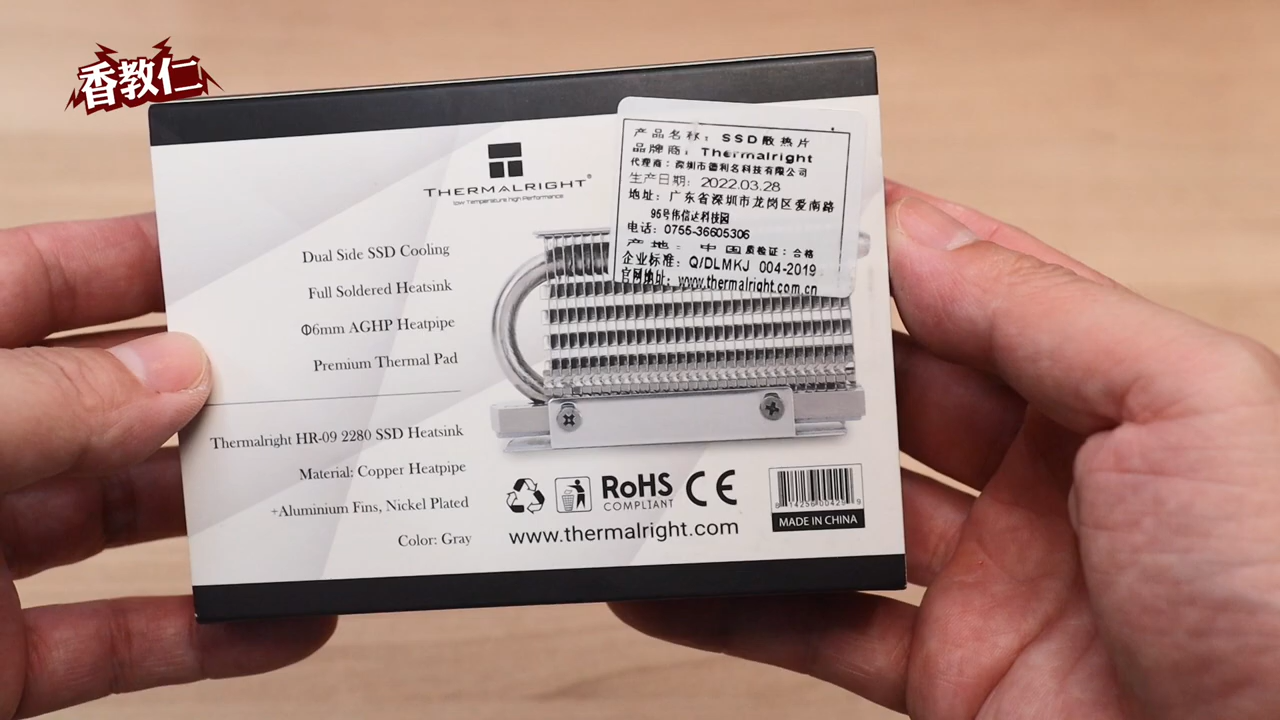 香教仁
THERMALRIGHT®
low Temperature high Performance
Dual Side SSD Cooling
Full Soldered Heatsink
Φ6mm AGHP Heatpipe
Premium Thermal Pad
Thermalright HR-09 2280 SSD Heatsink
Material: Copper Heatpipe
+Aluminium Fins, Nickel Plated
Color: Gray
产品名称：SSD散热片
品牌商：Thermalright
代理商：深圳市德利名科技有限公司
生产日期：2022.03.28
地址：广东省深圳市龙岗区爱南路
95号伟信达科技园
电话：0755-36605306
产地：中国质检证：合格
企业标准：Q/DLMKJ 004-2019
官网地址：www.thermalright.com.cn
RoHS
COMPLIANT
CE
www.thermalright.com
MADE IN CHINA